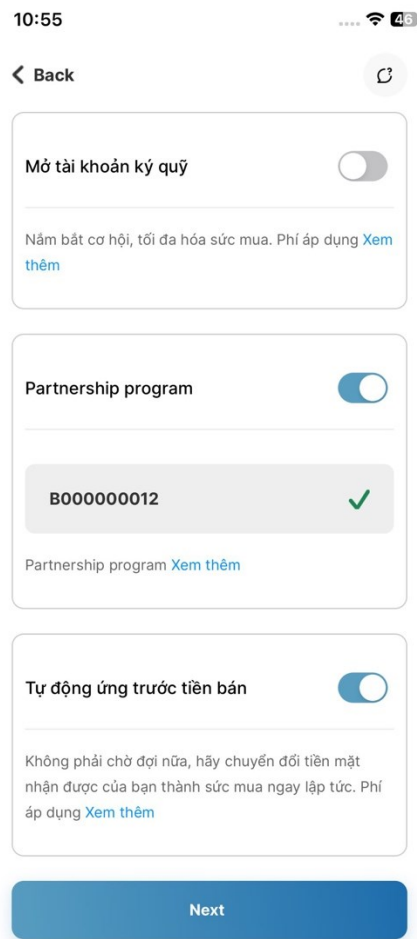 10:55
46
Back
Mở tài khoản ký quỹ
Nắm bắt cơ hội, tối đa hóa sức mua. Phí áp dụng Xem
thêm
Partnership program
B000000012
Partnership program Xem thêm
Tự động ứng trước tiền bán
Không phải chờ đợi nữa, hãy chuyển đổi tiền mặt
nhận được của bạn thành sức mua ngay lập tức. Phí
áp dụng Xem thêm
Next